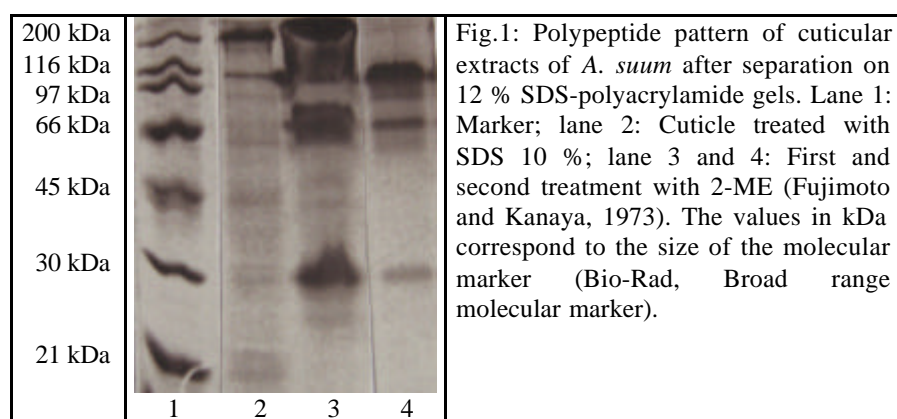 200 kDa
116 kDa
97 kDa
66 kDa
45 kDa
30 kDa
21 kDa
1 2 3 4
Fig.1: Polypeptide pattern of cuticular
extracts of A. suum after separation on
12 % SDS-polyacrylamide gels. Lane 1:
Marker; lane 2: Cuticle treated with
SDS 10 %; lane 3 and 4: First and
second treatment with 2-ME (Fujimoto
and Kanaya, 1973). The values in kDa
correspond to the size of the molecular
marker (Bio-Rad, Broad range
molecular marker).